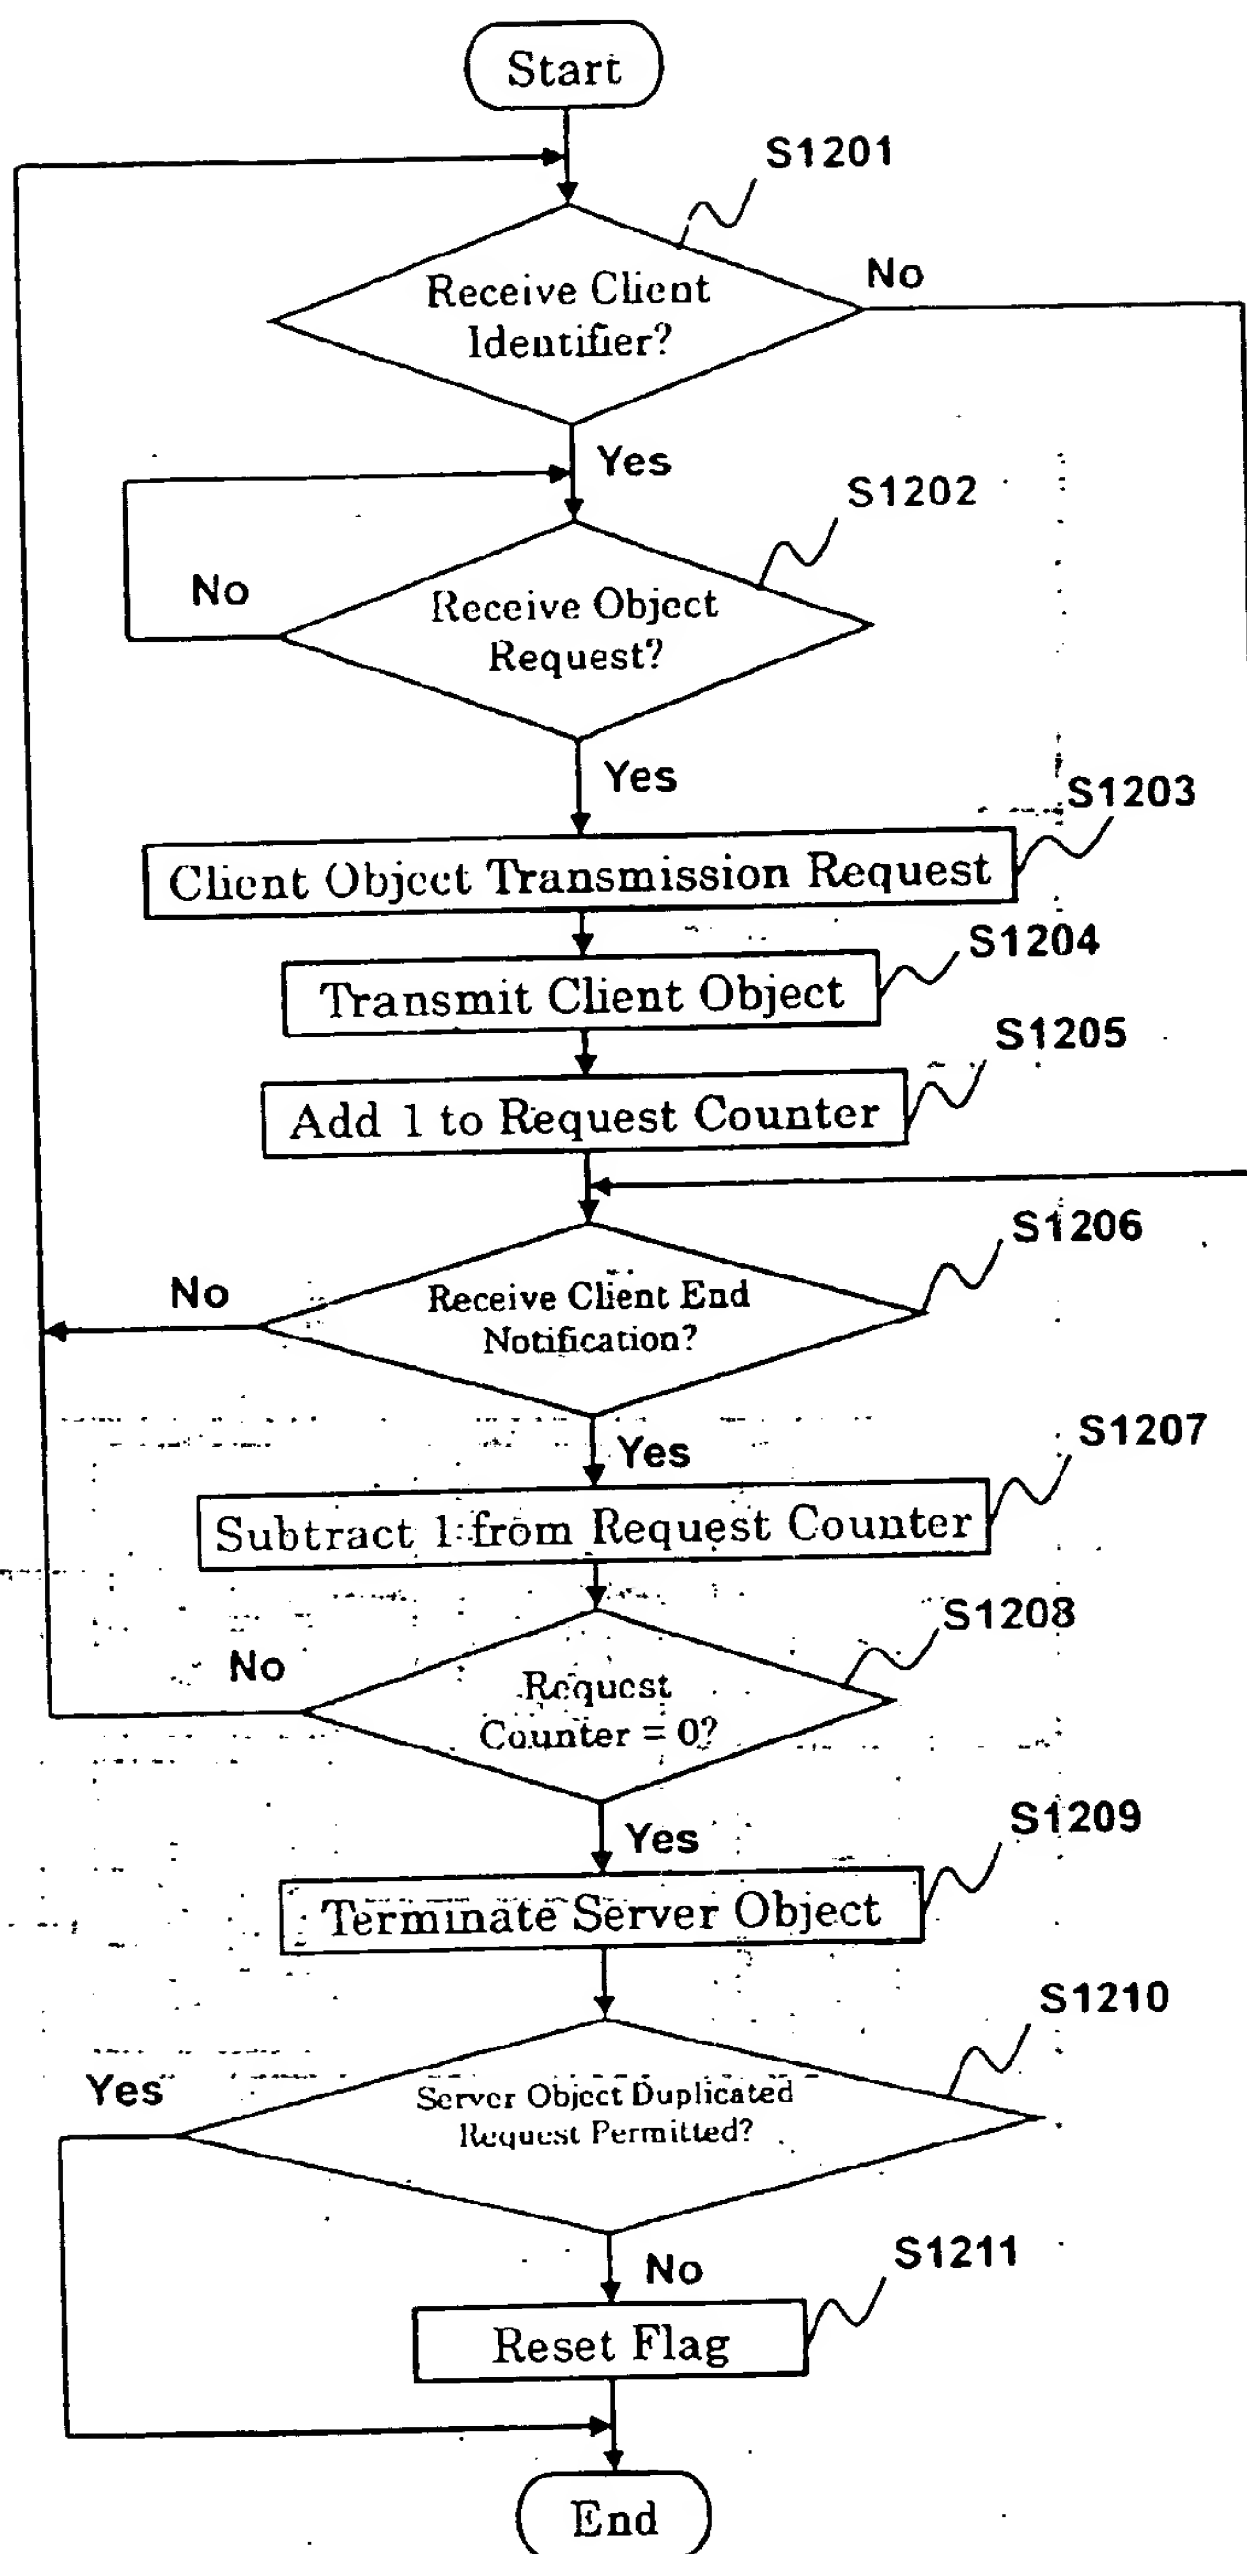 Start
S1201
Receive Client
Identifier?
No
Yes
S1202
No
Receive Object
Request?
Yes
S1203
Client Object Transmission Request
S1204
Transmit Client Object
S1205
Add 1 to Request Counter
S1206
No
Receive Client End
Notification?
Yes
S1207
Subtract 1 from Request Counter
S1208
No
Request
Counter = 0?
Yes
S1209
Terminate Server Object
S1210
Yes
Server Object Duplicated
Request Permitted?
No
S1211
Reset Flag
End